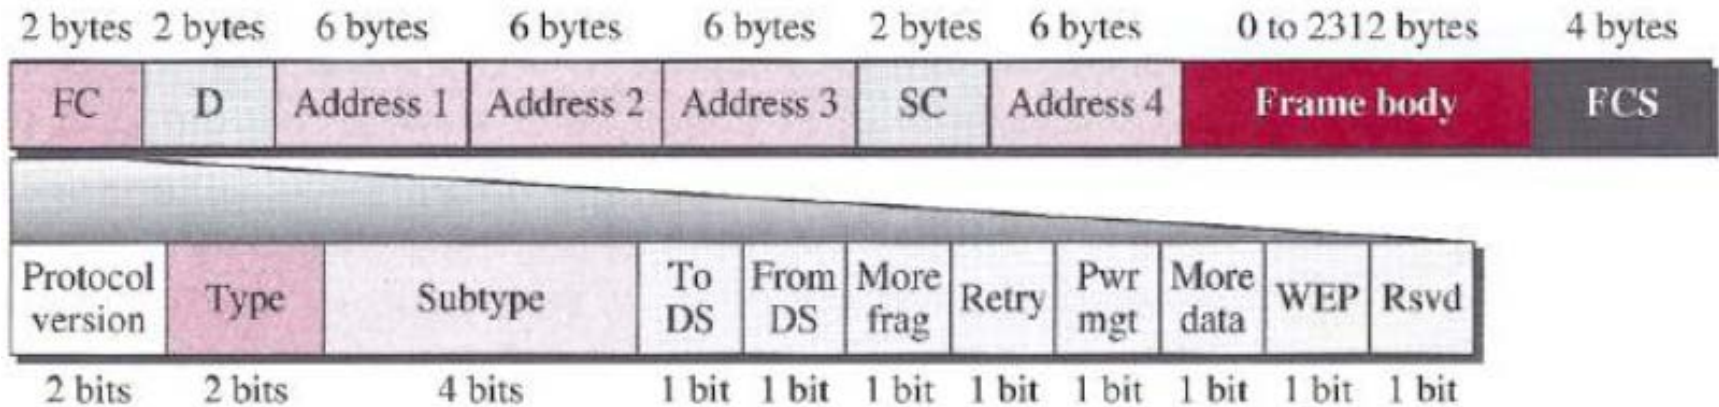 2 bytes 2 bytes 6 bytes 6 bytes 6 bytes 2 bytes 6 bytes 0 to 2312 bytes 4 bytes
FC D Address 1 Address 2 Address 3 SC Address 4 Frame body FCS
Protocol version Type Subtype To DS From DS More frag Retry Pwr mgt More data WEP Rsvd
2 bits 2 bits 4 bits 1 bit 1 bit 1 bit 1 bit 1 bit 1 bit 1 bit 1 bit